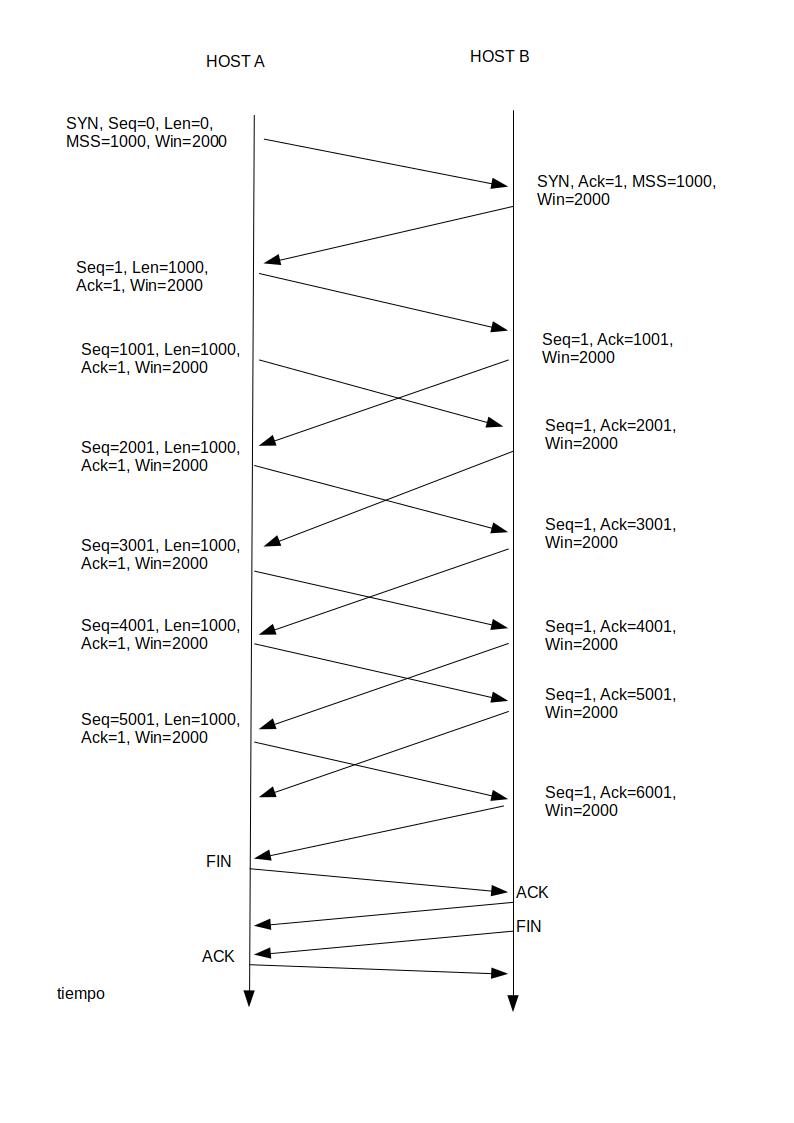 HOST A
HOST B
SYN, Seq=0, Len=0,
MSS=1000, Win=2000
SYN, Ack=1, MSS=1000,
Win=2000
Seq=1, Len=1000,
Ack=1, Win=2000
Seq=1, Ack=1001,
Win=2000
Seq=1001, Len=1000,
Ack=1, Win=2000
Seq=1, Ack=2001,
Win=2000
Seq=2001, Len=1000,
Ack=1, Win=2000
Seq=1, Ack=3001,
Win=2000
Seq=3001, Len=1000,
Ack=1, Win=2000
Seq=4001, Len=1000,
Ack=1, Win=2000
Seq=1, Ack=4001,
Win=2000
Seq=1, Ack=5001,
Win=2000
Seq=5001, Len=1000,
Ack=1, Win=2000
Seq=1, Ack=6001,
Win=2000
FIN
ACK
FIN
ACK
tiempo